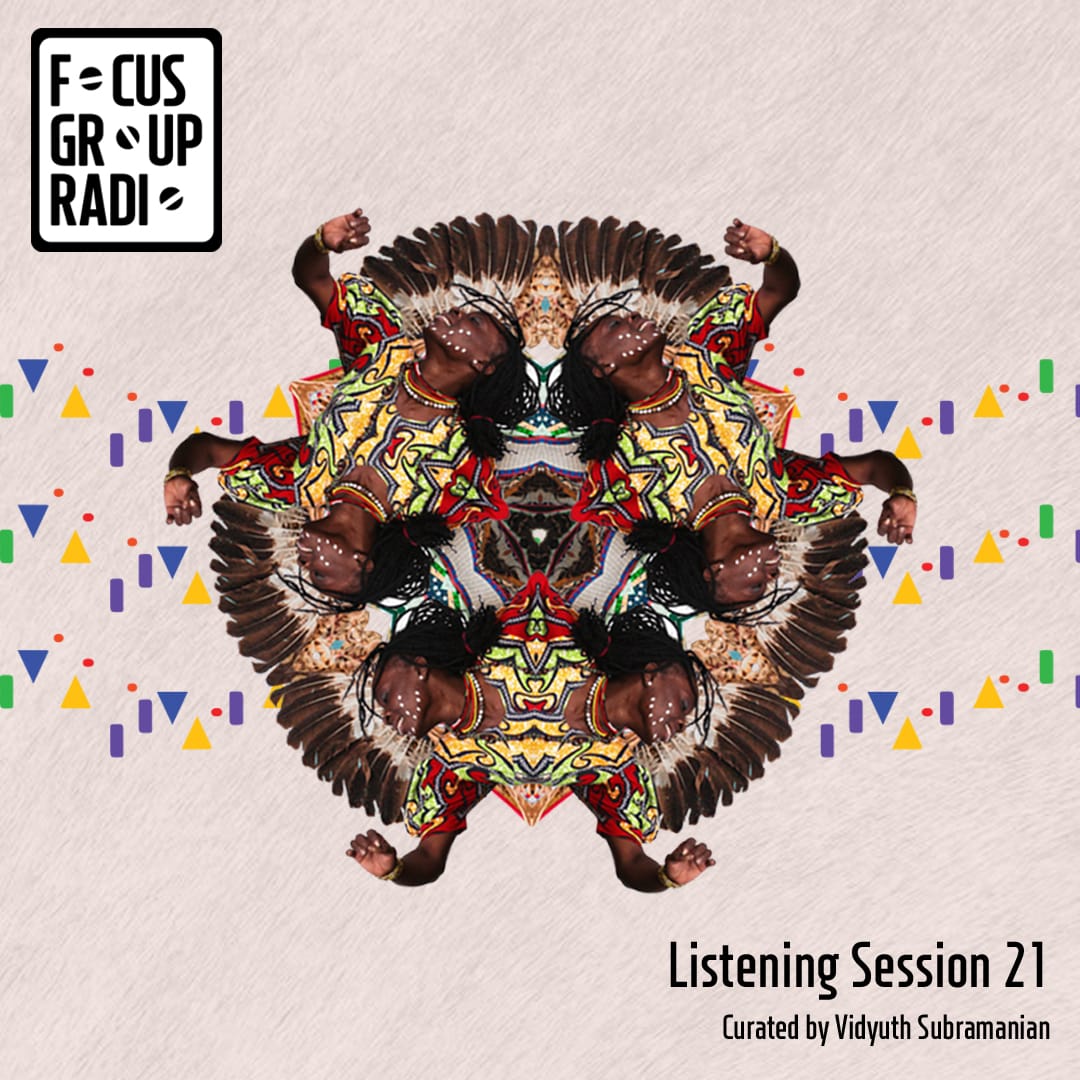 FOCUS
GROUP
RADIO
Listening Session 21
Curated by Vidyuth Subramanian